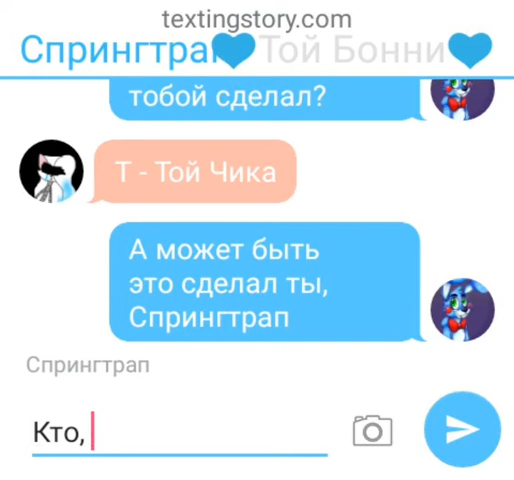 textingstory.com
Спрингтрап Той Бонни
тобой сделал?
Т - Той Чика
А может быть
это сделал ты,
Спрингтрап
Спрингтрап
Кто,